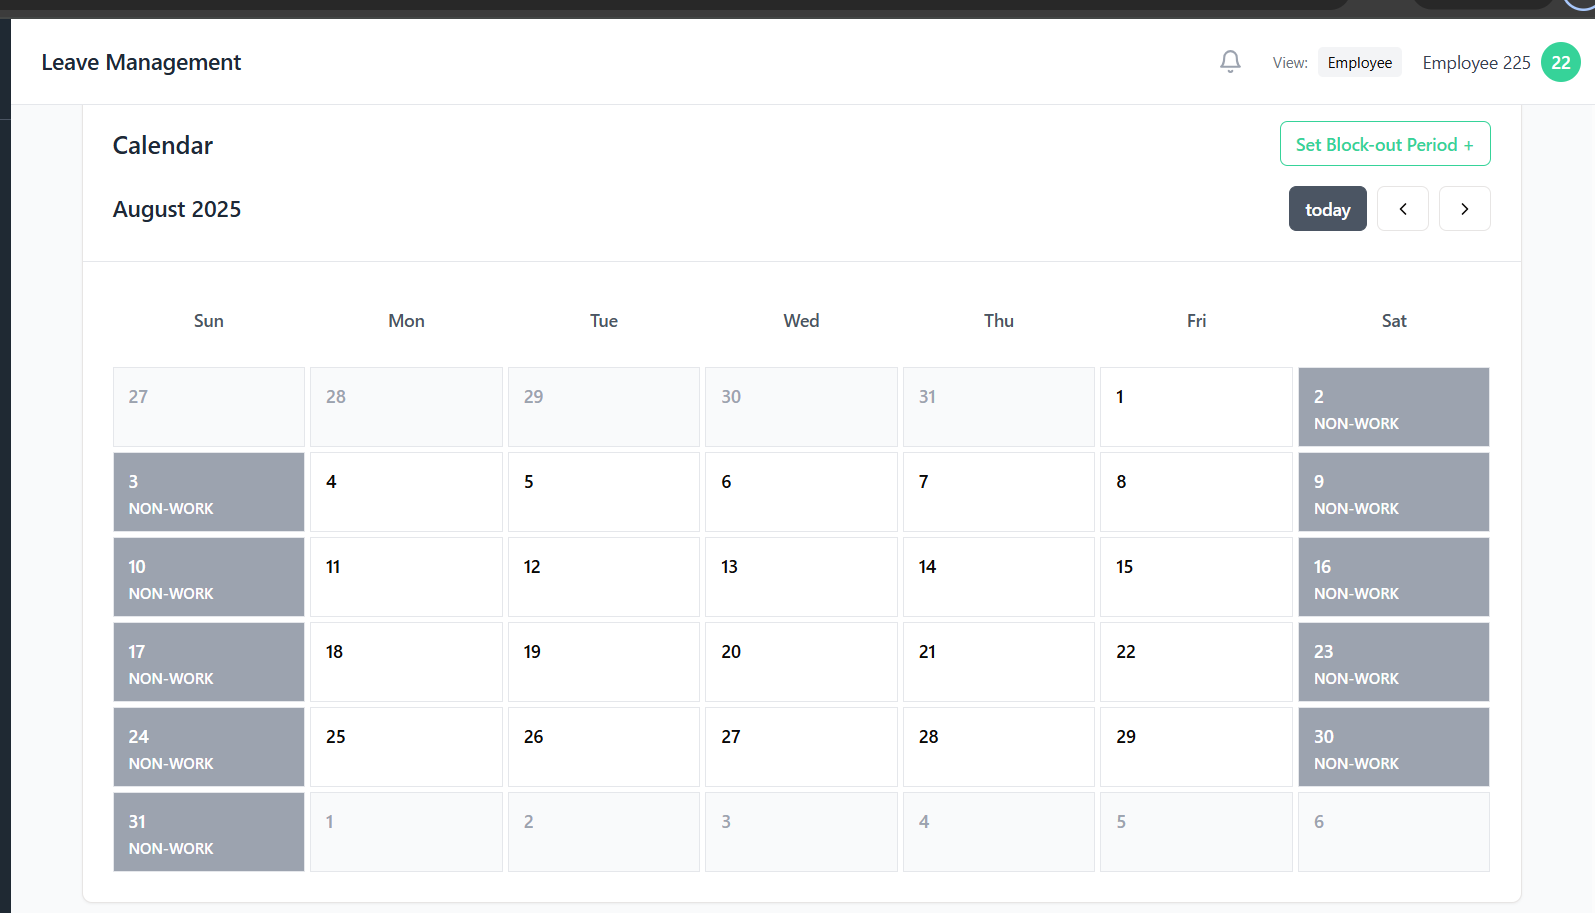 Leave Management
View: Employee Employee 225 22
Calendar
Set Block-out Period +
August 2025
today
Sun Mon Tue Wed Thu Fri Sat
27 28 29 30 31 1 2
NON-WORK
3 4 5 6 7 8 9
NON-WORK NON-WORK
10 11 12 13 14 15 16
NON-WORK NON-WORK
17 18 19 20 21 22 23
NON-WORK NON-WORK
24 25 26 27 28 29 30
NON-WORK NON-WORK
31 1 2 3 4 5 6
NON-WORK